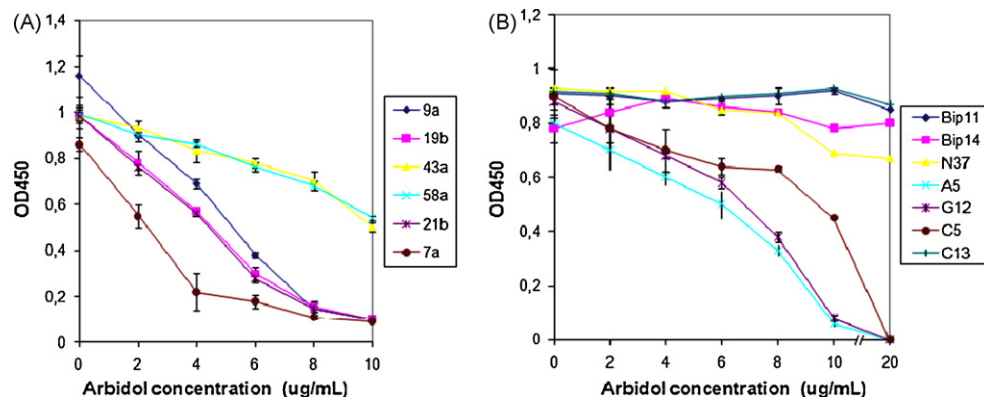 (A)
1,4
1,2
1
0,8
0,6
0,4
0,2
0
OD450
0 2 4 6 8 10
Arbidol concentration (ug/mL)
9a
19b
43a
58a
21b
7a
(B)
1
0,8
0,6
0,4
0,2
0
OD450
0 2 4 6 8 10 20
Arbidol concentration (ug/mL)
Bip11
Bip14
N37
A5
G12
C5
C13